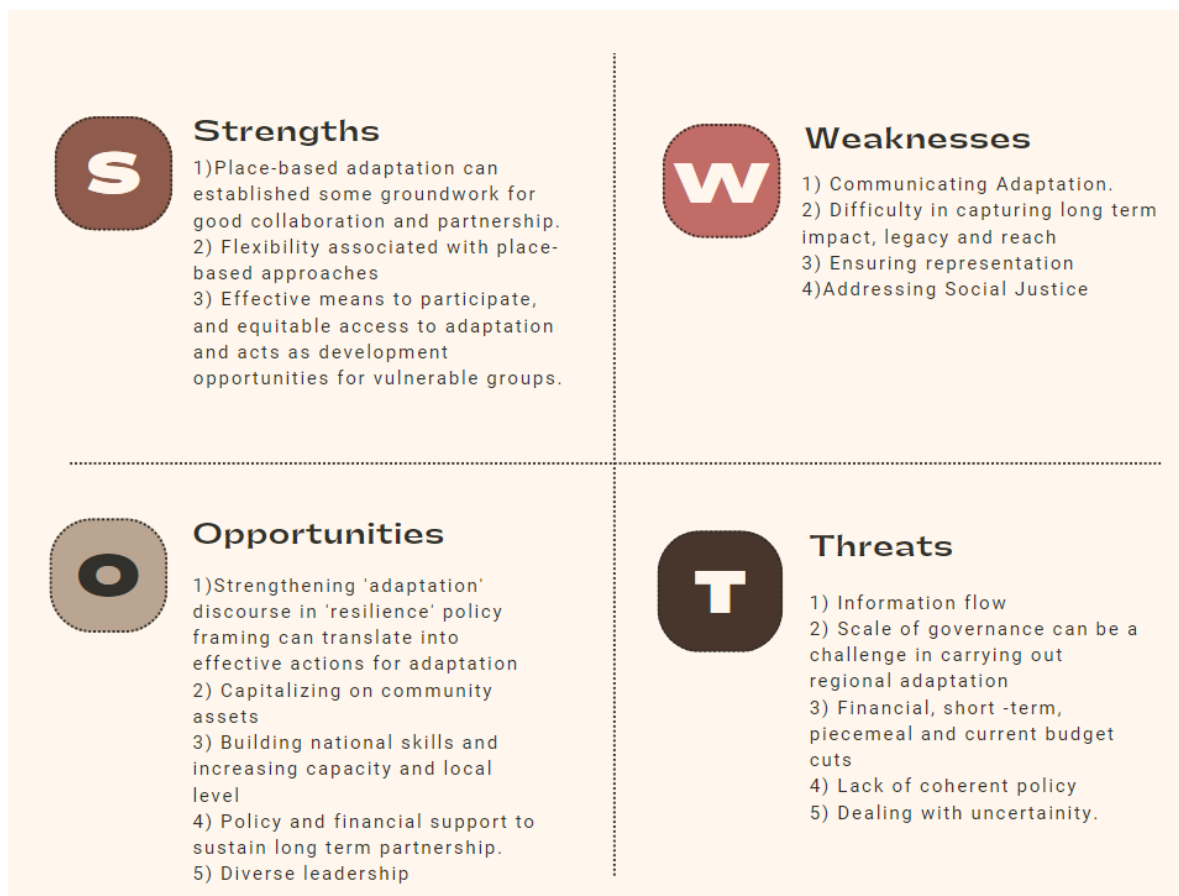 S
Strengths
1)Place-based adaptation can
established some groundwork for
good collaboration and partnership.
2) Flexibility associated with place-
based approaches
3) Effective means to participate,
and equitable access to adaptation
and acts as development
opportunities for vulnerable groups.
W
Weaknesses
1) Communicating Adaptation.
2) Difficulty in capturing long term
impact, legacy and reach
3) Ensuring representation
4)Addressing Social Justice
O
Opportunities
1)Strengthening 'adaptation'
discourse in 'resilience' policy
framing can translate into
effective actions for adaptation
2) Capitalizing on community
assets
3) Building national skills and
increasing capacity and local
level
4) Policy and financial support to
sustain long term partnership.
5) Diverse leadership
T
Threats
1) Information flow
2) Scale of governance can be a
challenge in carrying out
regional adaptation
3) Financial, short -term,
piecemeal and current budget
cuts
4) Lack of coherent policy
5) Dealing with uncertainity.